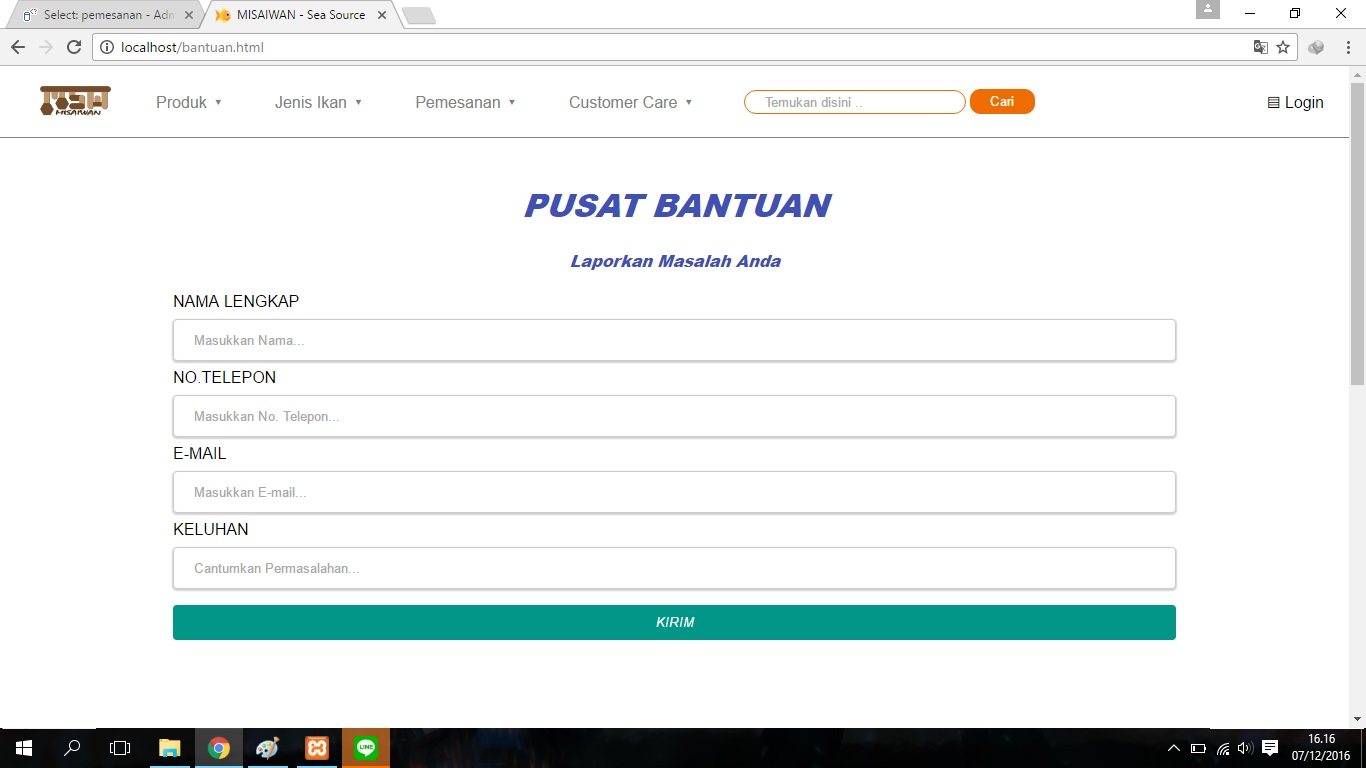 Select: pemesanan - Adm
MISAIWAN - Sea Source
localhost/bantuan.html
MISAIWAN
Produk ▼
Jenis Ikan ▼
Pemesanan ▼
Customer Care ▼
Temukan disini ..
Cari
Login
PUSAT BANTUAN
Laporkan Masalah Anda
NAMA LENGKAP
Masukkan Nama...
NO.TELEPON
Masukkan No. Telepon...
E-MAIL
Masukkan E-mail...
KELUHAN
Cantumkan Permasalahan...
KIRIM
LINE
16.16
07/12/2016